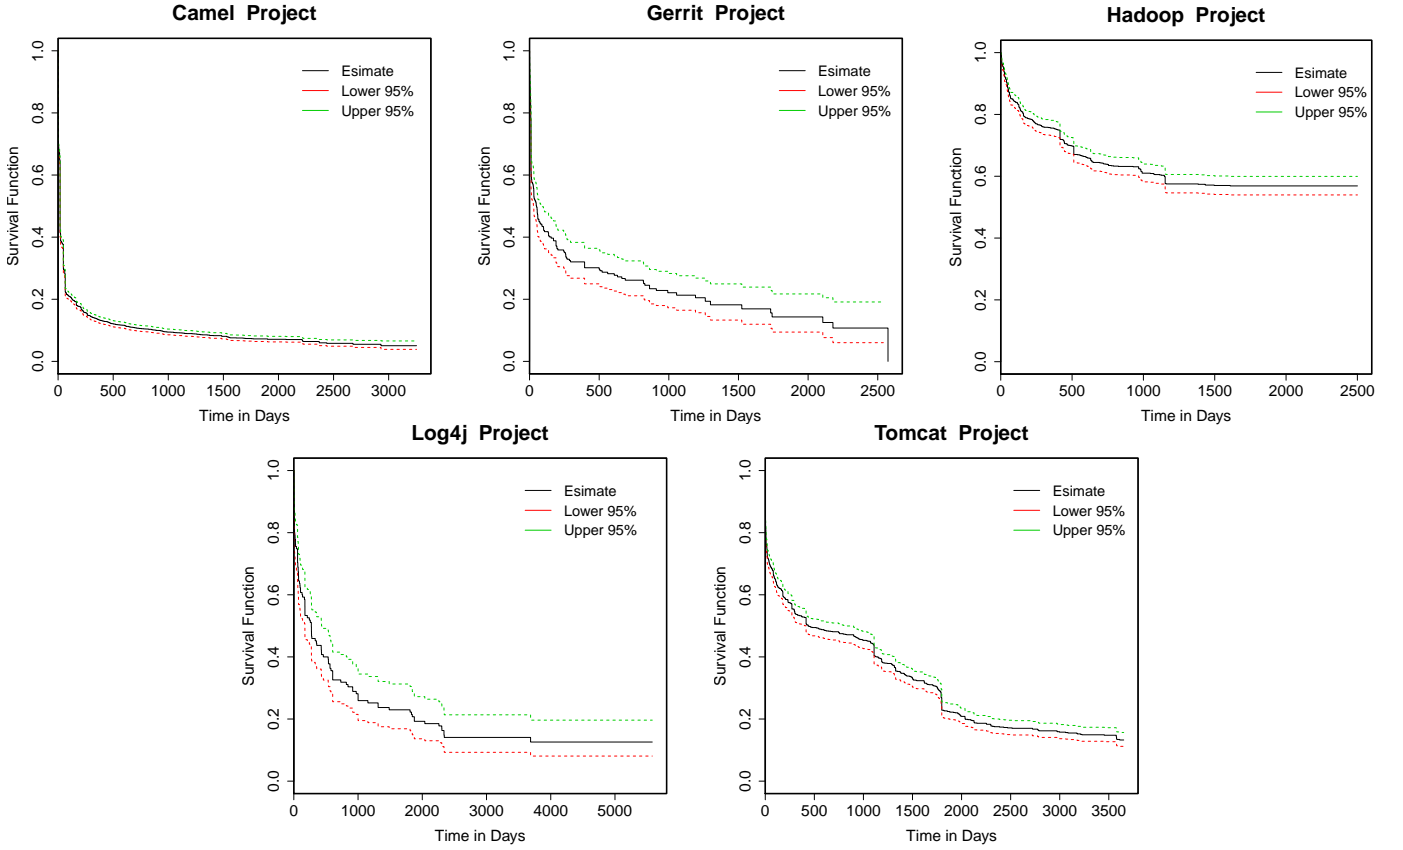 Camel Project
Survival Function
0.0 0.2 0.4 0.6 0.8 1.0
Esimate
Lower 95%
Upper 95%
0 500 1000 1500 2000 2500 3000
Time in Days
Gerrit Project
Survival Function
0.0 0.2 0.4 0.6 0.8 1.0
Esimate
Lower 95%
Upper 95%
0 500 1000 1500 2000 2500
Time in Days
Hadoop Project
Survival Function
0.0 0.2 0.4 0.6 0.8 1.0
Esimate
Lower 95%
Upper 95%
0 500 1000 1500 2000 2500
Time in Days
Log4j Project
Survival Function
0.0 0.2 0.4 0.6 0.8 1.0
Esimate
Lower 95%
Upper 95%
0 1000 2000 3000 4000 5000
Time in Days
Tomcat Project
Survival Function
0.0 0.2 0.4 0.6 0.8 1.0
Esimate
Lower 95%
Upper 95%
0 500 1000 1500 2000 2500 3000 3500
Time in Days